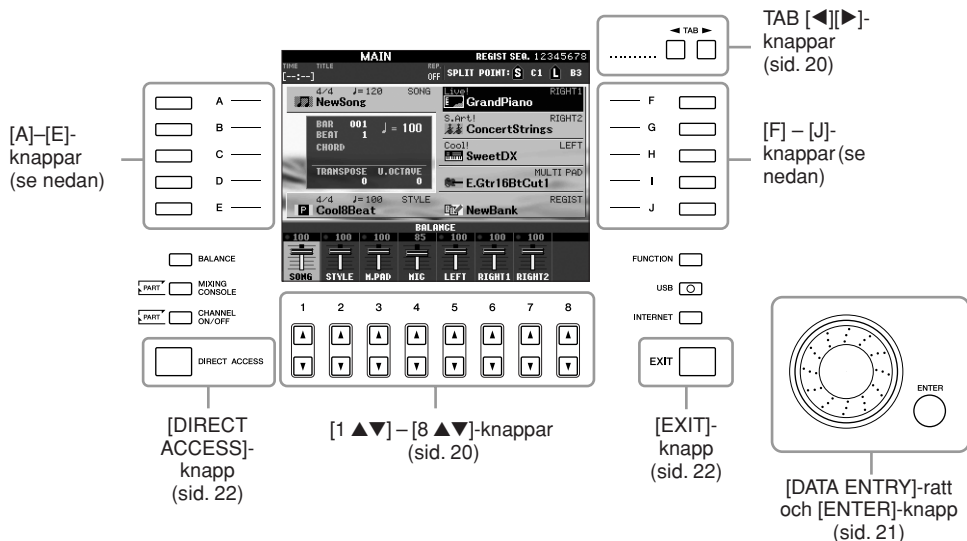 TAB [◄][►]-
knappar
(sid. 20)
◄ TAB ►
MAIN
REGIST SEQ. 12345678
TIME TITLE REP.
[--:--] OFF SPLIT POINT: S C1 L B3
4/4 ♩=120 SONG
NewSong
Live! RIGHT1
GrandPiano
BAR 001 ♩ = 100
BEAT 1
CHORD
S.Art! RIGHT2
ConcertStrings
Cool! LEFT
SweetDX
TRANSPOSE U.OCTAVE
0 0
MULTI PAD
E.Gtr16BtCut1
4/4 ♩=100 STYLE
P Cool8Beat
REGIST
NewBank
BALANCE
100 100 100 85 100 100 100
SONG STYLE M.PAD MIC LEFT RIGHT1 RIGHT2
[A]–[E]-
knappar
(se nedan)
A
B
C
D
E
F
G
H
I
J
[F] – [J]-
knappar (se
nedan)
BALANCE
PART MIXING
CONSOLE
PART CHANNEL
ON/OFF
DIRECT ACCESS
1 2 3 4 5 6 7 8
FUNCTION
USB
INTERNET
EXIT
ENTER
[DIRECT
ACCESS]-
knapp
(sid. 22)
[1 ▲▼] – [8 ▲▼]-knappar
(sid. 20)
[EXIT]-
knapp
(sid. 22)
[DATA ENTRY]-ratt
och [ENTER]-knapp
(sid. 21)